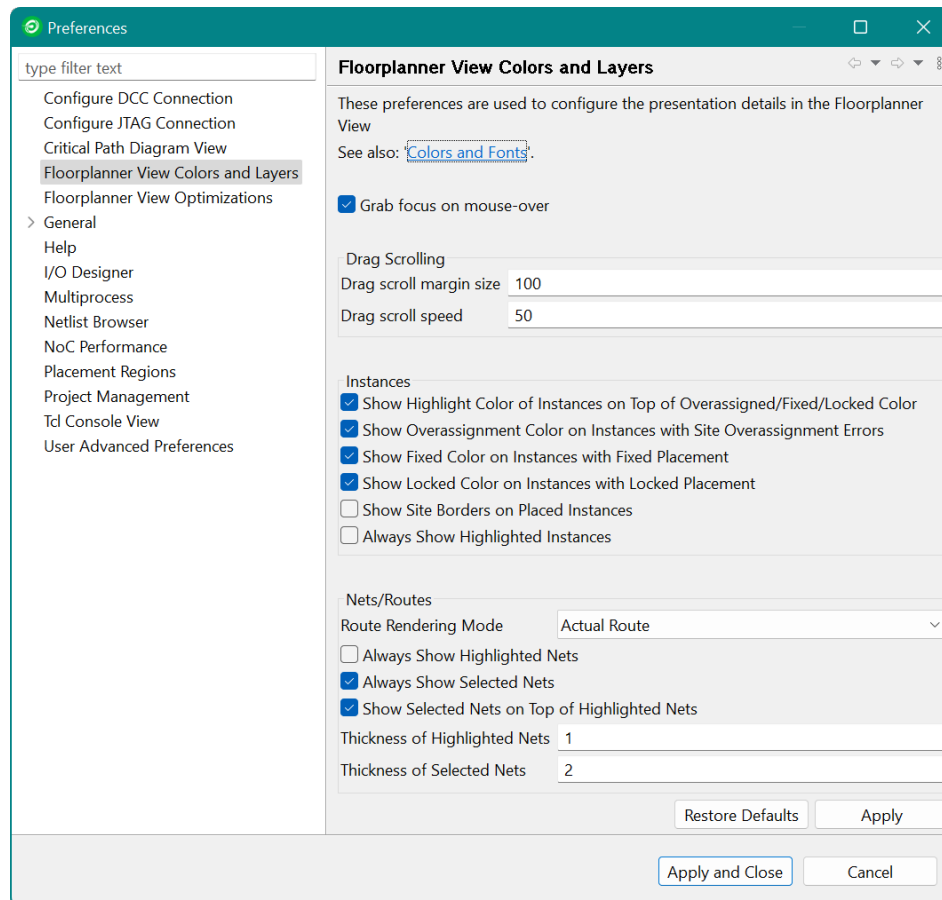 Preferences
type filter text
Configure DCC Connection
Configure JTAG Connection
Critical Path Diagram View
Floorplanner View Colors and Layers
Floorplanner View Optimizations
General
Help
I/O Designer
Multiprocess
Netlist Browser
NoC Performance
Placement Regions
Project Management
Tcl Console View
User Advanced Preferences
Floorplanner View Colors and Layers
These preferences are used to configure the presentation details in the Floorplanner
View
See also: 'Colors and Fonts'.
Grab focus on mouse-over
Drag Scrolling
Drag scroll margin size 100
Drag scroll speed 50
Instances
Show Highlight Color of Instances on Top of Overassigned/Fixed/Locked Color
Show Overassignment Color on Instances with Site Overassignment Errors
Show Fixed Color on Instances with Fixed Placement
Show Locked Color on Instances with Locked Placement
Show Site Borders on Placed Instances
Always Show Highlighted Instances
Nets/Routes
Route Rendering Mode Actual Route
Always Show Highlighted Nets
Always Show Selected Nets
Show Selected Nets on Top of Highlighted Nets
Thickness of Highlighted Nets 1
Thickness of Selected Nets 2
Restore Defaults Apply
Apply and Close Cancel